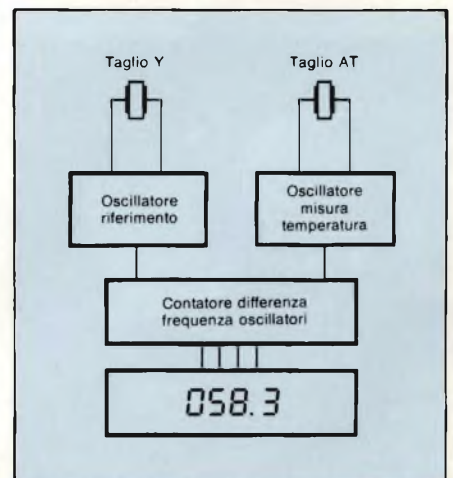 Taglio Y
Taglio AT
Oscillatore
riferimento
Oscillatore
misura
temperatura
Contatore differenza
frequenza oscillatori
058.3